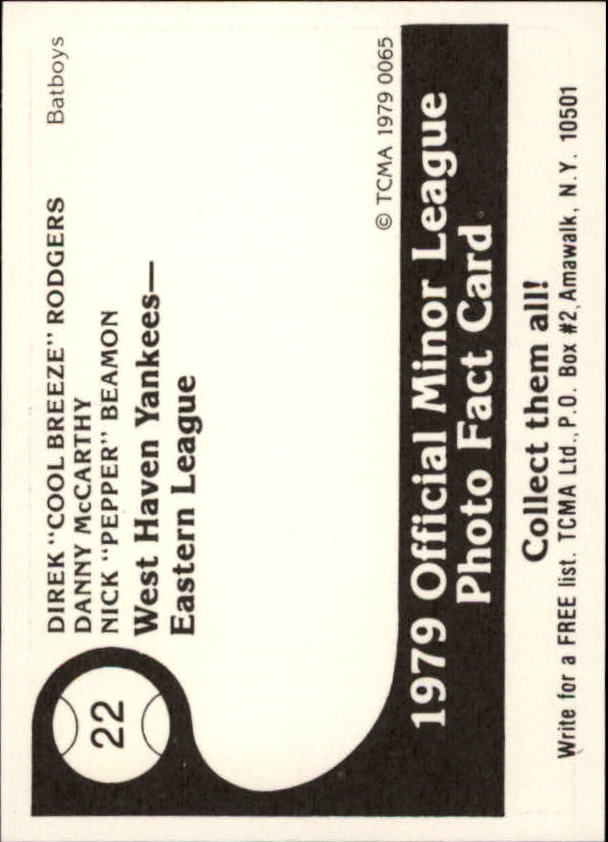 22
DIREK "COOL BREEZE" RODGERS Batboys
DANNY McCARTHY
NICK "PEPPER" BEAMON
West Haven Yankees—
Eastern League
© TCMA 1979 0065
1979 Official Minor League
Photo Fact Card
Collect them all!
Write for a FREE list. TCMA Ltd., P.O. Box #2, Amawalk, N.Y. 10501